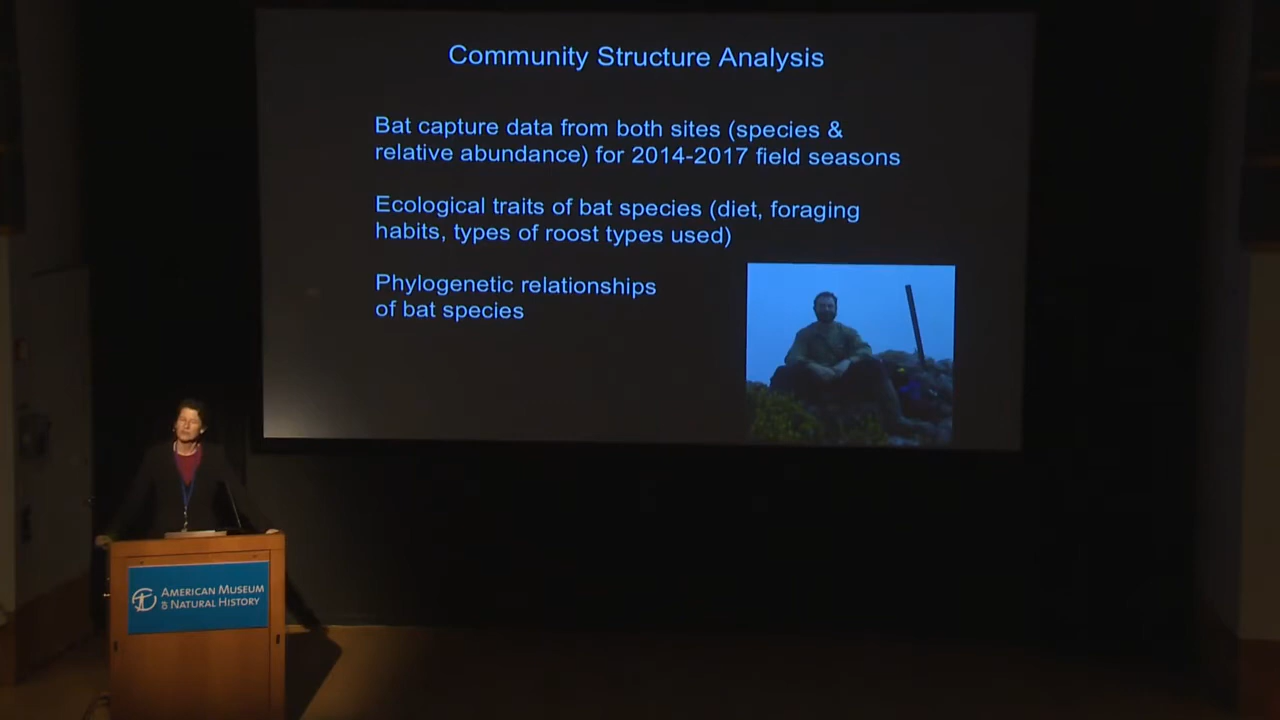 Community Structure Analysis
Bat capture data from both sites (species &
relative abundance) for 2014-2017 field seasons
Ecological traits of bat species (diet, foraging
habits, types of roost types used)
Phylogenetic relationships
of bat species
AMERICAN MUSEUM
& NATURAL HISTORY